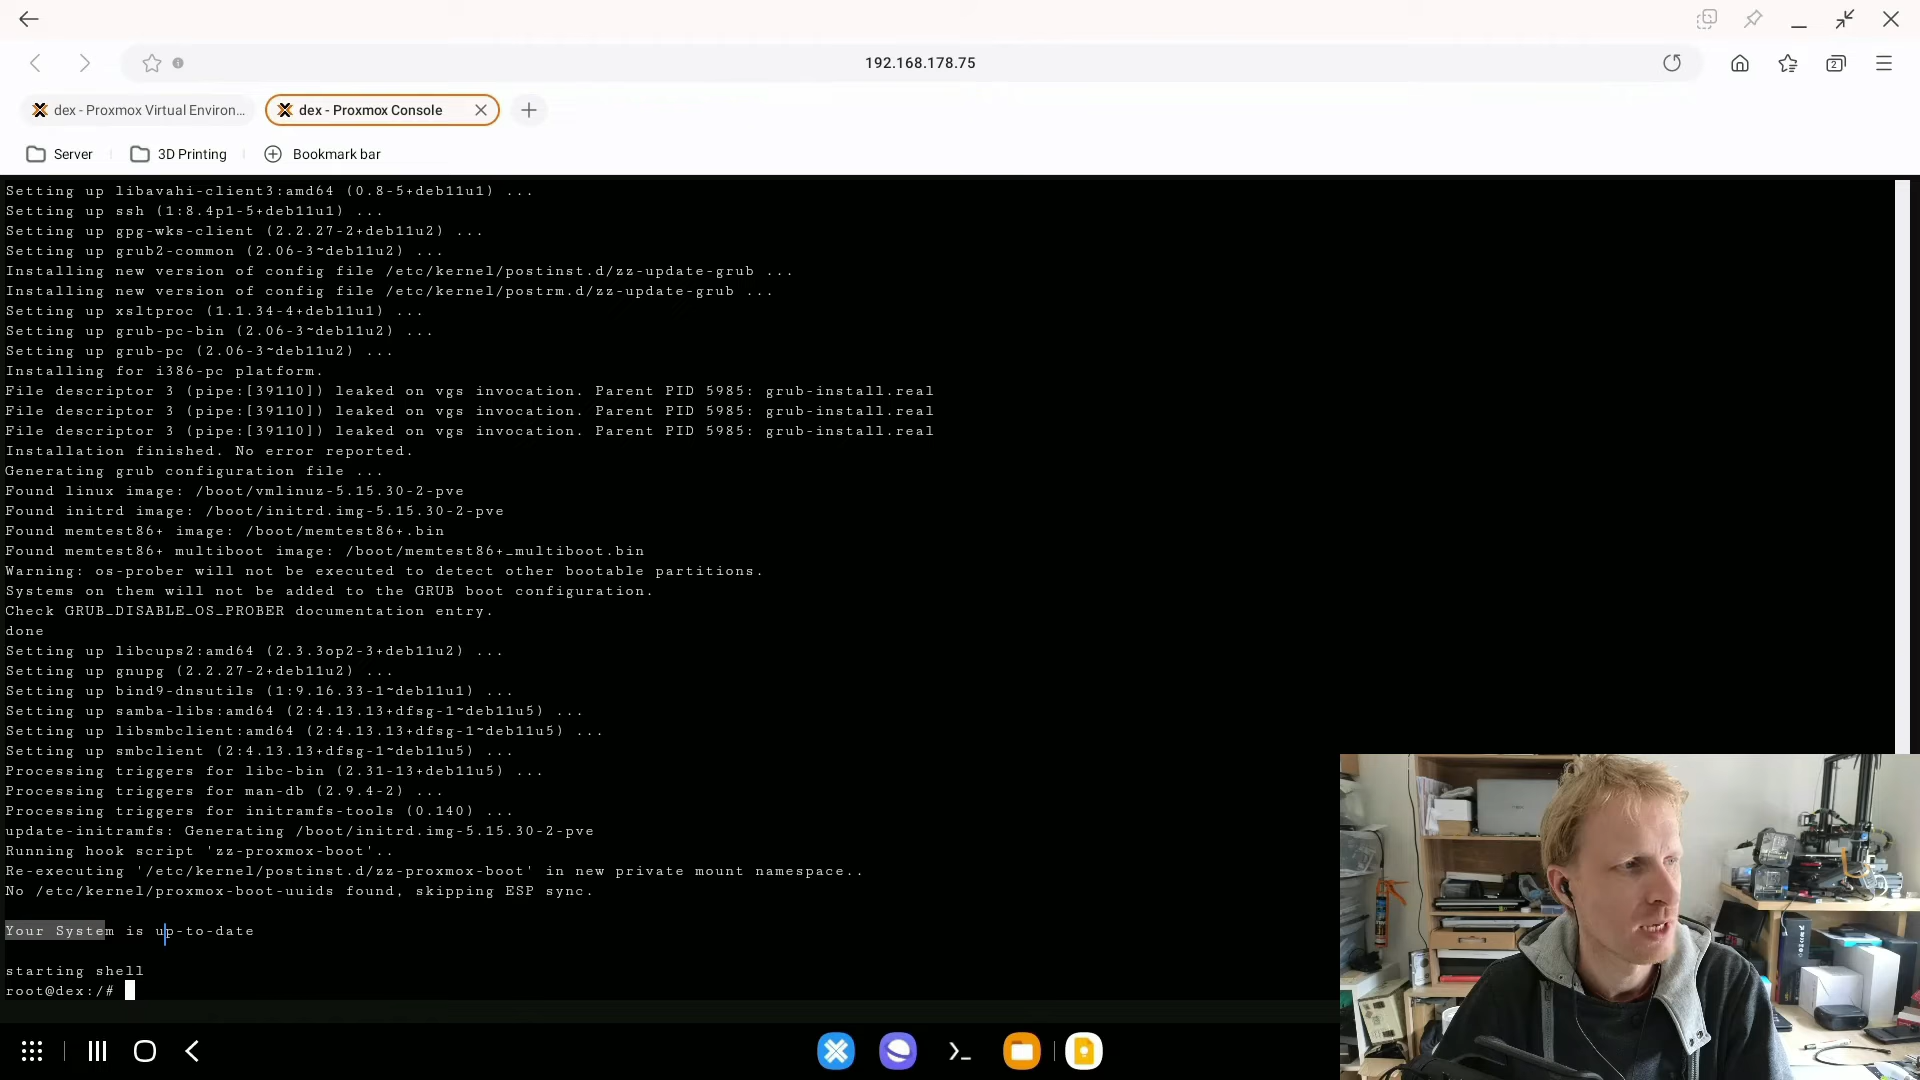 192.168.178.75
dex - Proxmox Virtual Environ...
dex - Proxmox Console
Server
3D Printing
Bookmark bar
2
Setting up libavahi-client3:amd64 (0.8-5+deb11u1) ...
Setting up ssh (1:8.4p1-5+deb11u1) ...
Setting up gpg-wks-client (2.2.27-2+deb11u2) ...
Setting up grub2-common (2.06-3~deb11u2) ...
Installing new version of config file /etc/kernel/postinst.d/zz-update-grub ...
Installing new version of config file /etc/kernel/postrm.d/zz-update-grub ...
Setting up xsltproc (1.1.34-4+deb11u1) ...
Setting up grub-pc-bin (2.06-3~deb11u2) ...
Setting up grub-pc (2.06-3~deb11u2) ...
Installing for i386-pc platform.
File descriptor 3 (pipe:[39110]) leaked on vgs invocation. Parent PID 5985: grub-install.real
File descriptor 3 (pipe:[39110]) leaked on vgs invocation. Parent PID 5985: grub-install.real
File descriptor 3 (pipe:[39110]) leaked on vgs invocation. Parent PID 5985: grub-install.real
Installation finished. No error reported.
Generating grub configuration file ...
Found linux image: /boot/vmlinuz-5.15.30-2-pve
Found initrd image: /boot/initrd.img-5.15.30-2-pve
Found memtest86+ image: /boot/memtest86+.bin
Found memtest86+ multiboot image: /boot/memtest86+_multiboot.bin
Warning: os-prober will not be executed to detect other bootable partitions.
Systems on them will not be added to the GRUB boot configuration.
Check GRUB_DISABLE_OS_PROBER documentation entry.
done
Setting up libcups2:amd64 (2.3.3op2-3+deb11u2) ...
Setting up gnupg (2.2.27-2+deb11u2) ...
Setting up bind9-dnsutils (1:9.16.33-1~deb11u1) ...
Setting up samba-libs:amd64 (2:4.13.13+dfsg-1~deb11u5) ...
Setting up libsmbclient:amd64 (2:4.13.13+dfsg-1~deb11u5) ...
Setting up smbclient (2:4.13.13+dfsg-1~deb11u5) ...
Processing triggers for libc-bin (2.31-13+deb11u5) ...
Processing triggers for man-db (2.9.4-2) ...
Processing triggers for initramfs-tools (0.140) ...
update-initramfs: Generating /boot/initrd.img-5.15.30-2-pve
Running hook script 'zz-proxmox-boot'..
Re-executing '/etc/kernel/postinst.d/zz-proxmox-boot' in new private mount namespace..
No /etc/kernel/proxmox-boot-uuids found, skipping ESP sync.
Your System is up-to-date
starting shell
root@dex:/#